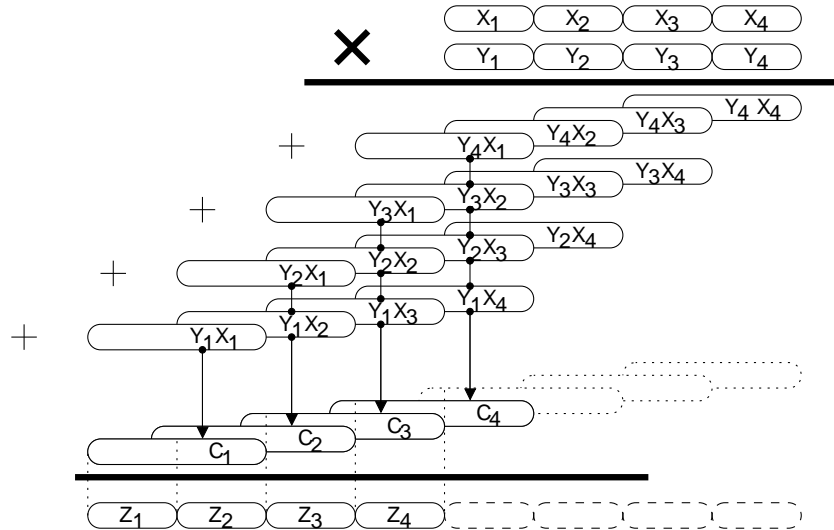 X₁ X₂ X₃ X₄
× Y₁ Y₂ Y₃ Y₄
Y₄ X₄
Y₄X₃
Y₄X₂
+ Y₄X₁
Y₃X₄
Y₃X₃
Y₃X₂
+ Y₃X₁
Y₂X₄
Y₂X₃
Y₂X₂
+ Y₂X₁
Y₁X₄
Y₁X₃
Y₁X₂
+ Y₁X₁
C₄
C₃
C₂
C₁
Z₁ Z₂ Z₃ Z₄